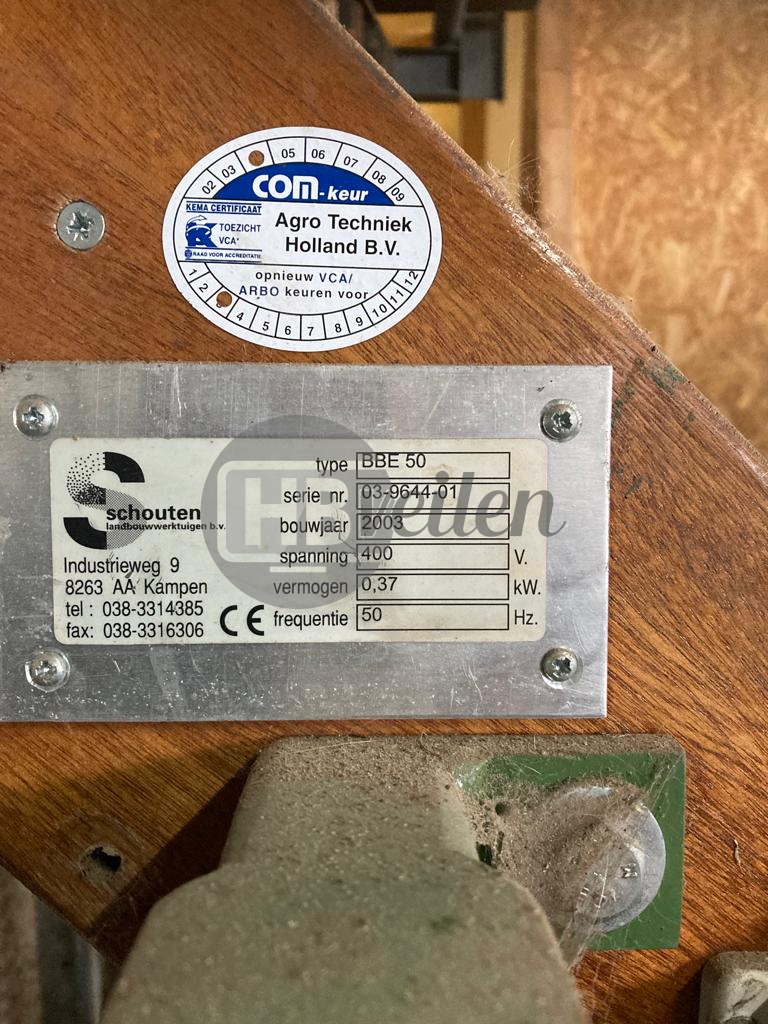 02 03 05 06 07 08 09
COM-keur
KEMA CERTIFICAAT
TOEZICHT
VCA*
RAAD VOOR ACCREDITATIE
Agro Techniek
Holland B.V.
opnieuw VCA/
ARBO keuren voor
1 2 4 5 6 7 8 9 10 11 12
schouten
landbouwwerktuigen b.v.
Industrieweg 9
8263 AA Kampen
tel : 038-3314385
fax: 038-3316306
CE
type BBE 50
serie nr. 03-9644-01
bouwjaar 2003
spanning 400 V.
vermogen 0,37 kW.
frequentie 50 Hz.
HB
veilen